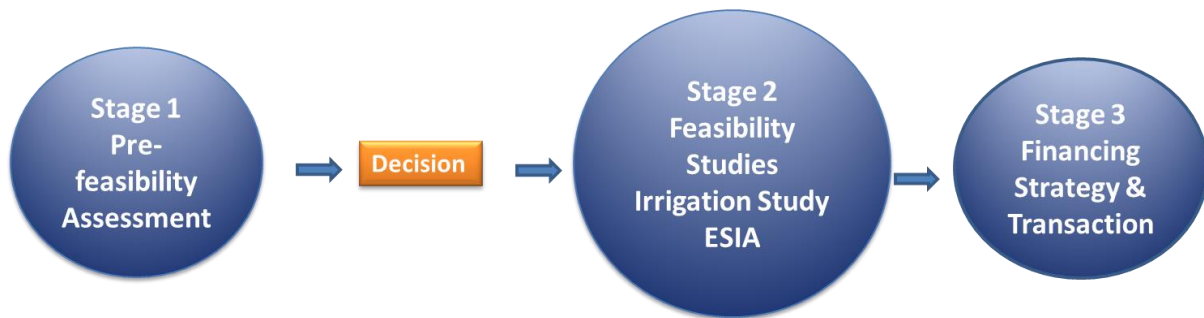 Stage 1
Pre-
feasibility
Assessment
Decision
Stage 2
Feasibility
Studies
Irrigation Study
ESIA
Stage 3
Financing
Strategy &
Transaction